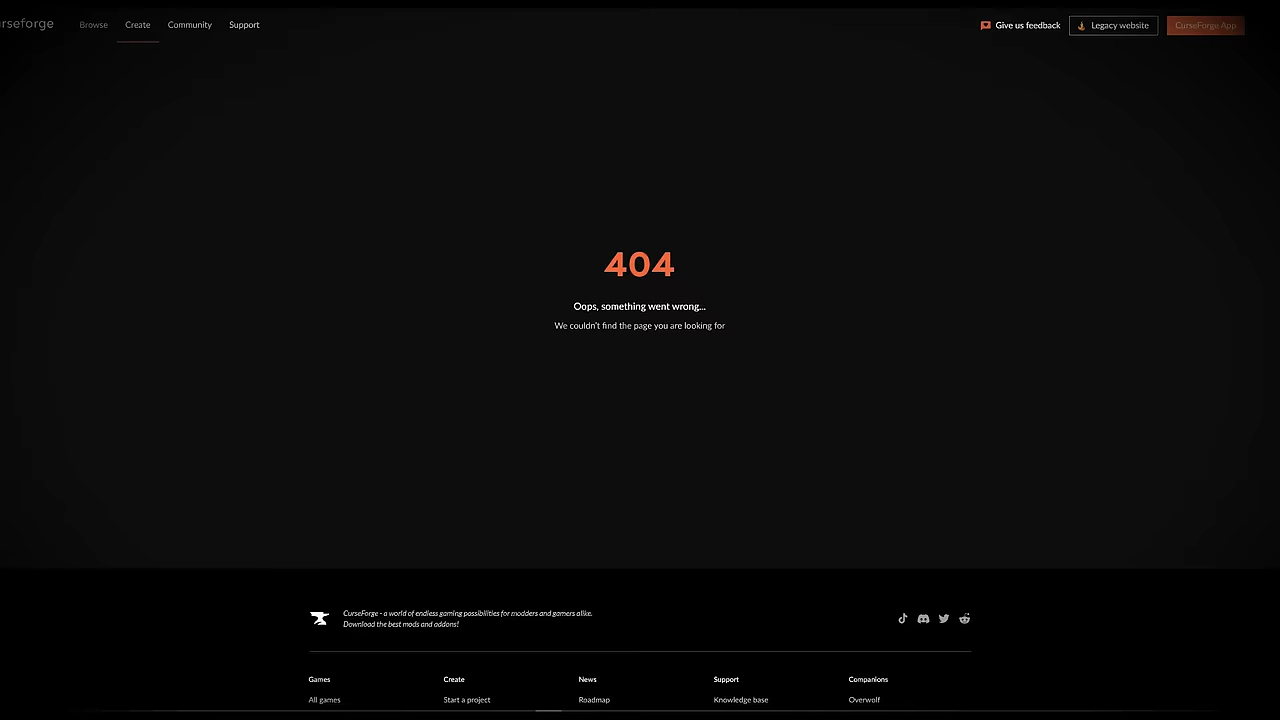 urseforge
Browse Create Community Support
Give us feedback Legacy website CurseForge App
404
Oops, something went wrong...
We couldn't find the page you are looking for
CurseForge - a world of endless gaming possibilities for modders and gamers alike.
Download the best mods and addons!
Games Create News Support Companions
All games Start a project Roadmap Knowledge base Overwolf